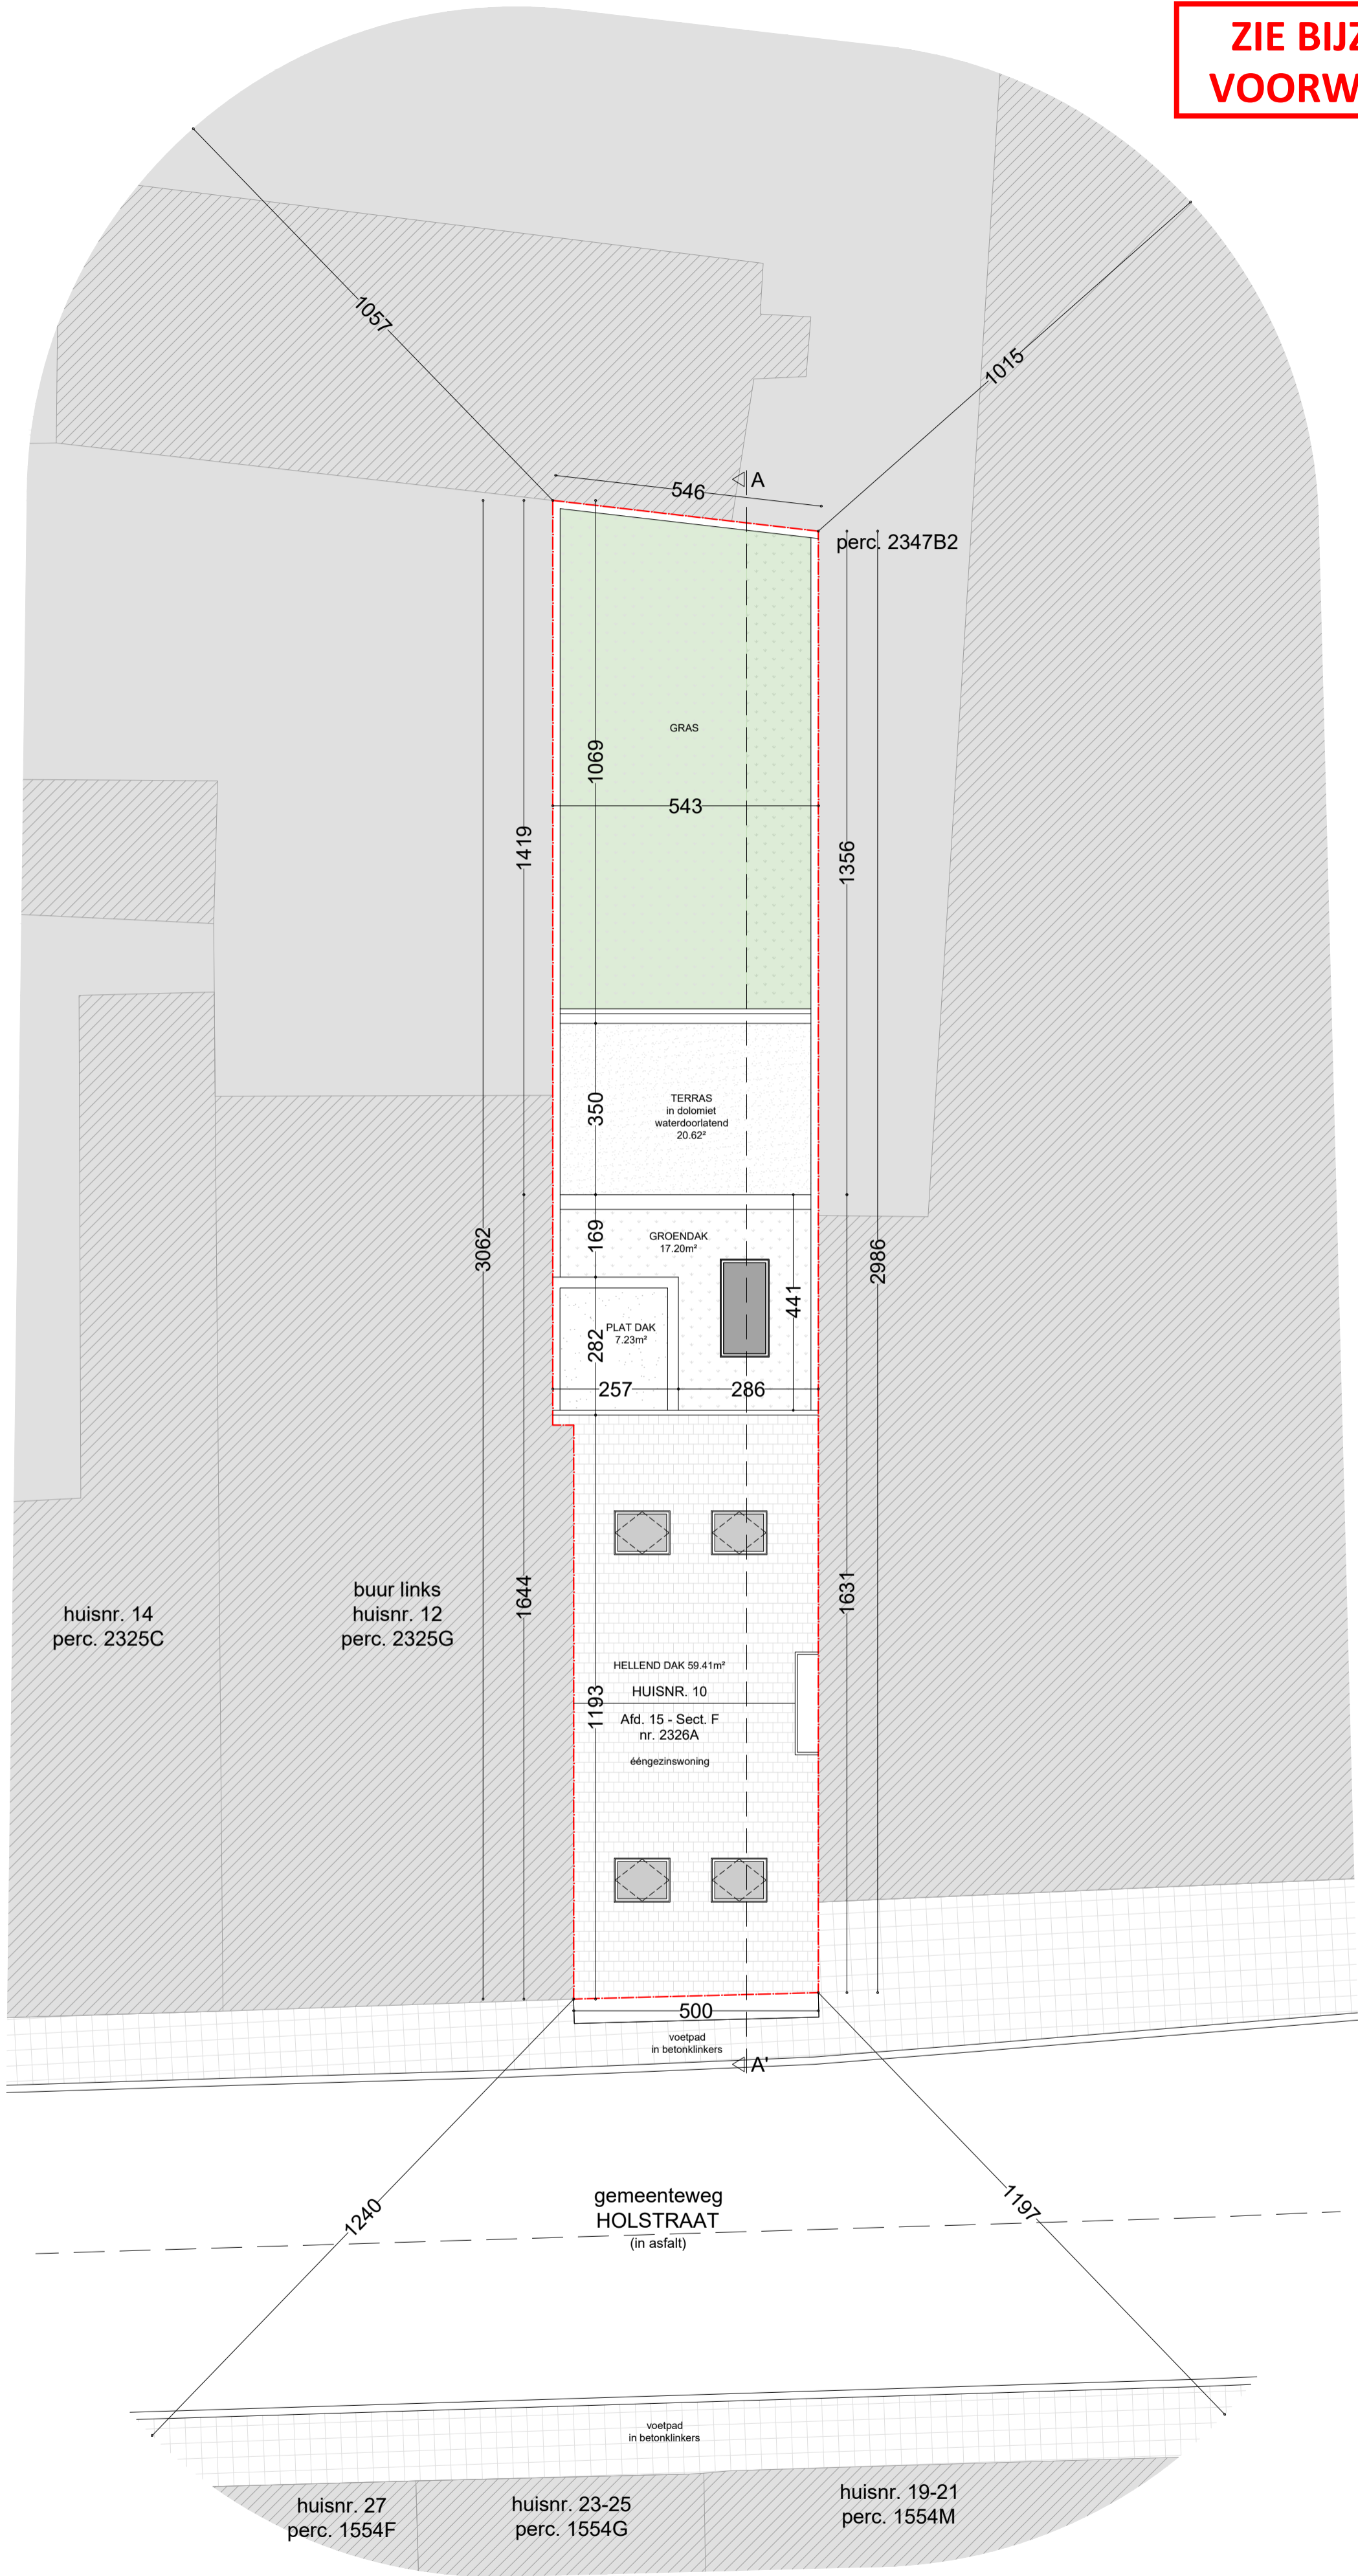 ZIE BIJZ
VOORW
1057
1015
546
A
perc. 2347B2
GRAS
1069
543
1419
1356
TERRAS
in dolomiet
waterdoorlatend
20.62²
350
3062
169
GROENDAK
17.20m²
2986
441
PLAT DAK
7.23m²
282
257
286
buur links
huisnr. 12
perc. 2325G
huisnr. 14
perc. 2325C
1644
1631
HELLEND DAK 59.41m²
HUISNR. 10
1193
Afd. 15 - Sect. F
nr. 2326A
ééngezinswoning
500
voetpad
in betonklinkers
A'
1240
1197
gemeenteweg
HOLSTRAAT
(in asfalt)
voetpad
in betonklinkers
huisnr. 27
perc. 1554F
huisnr. 23-25
perc. 1554G
huisnr. 19-21
perc. 1554M